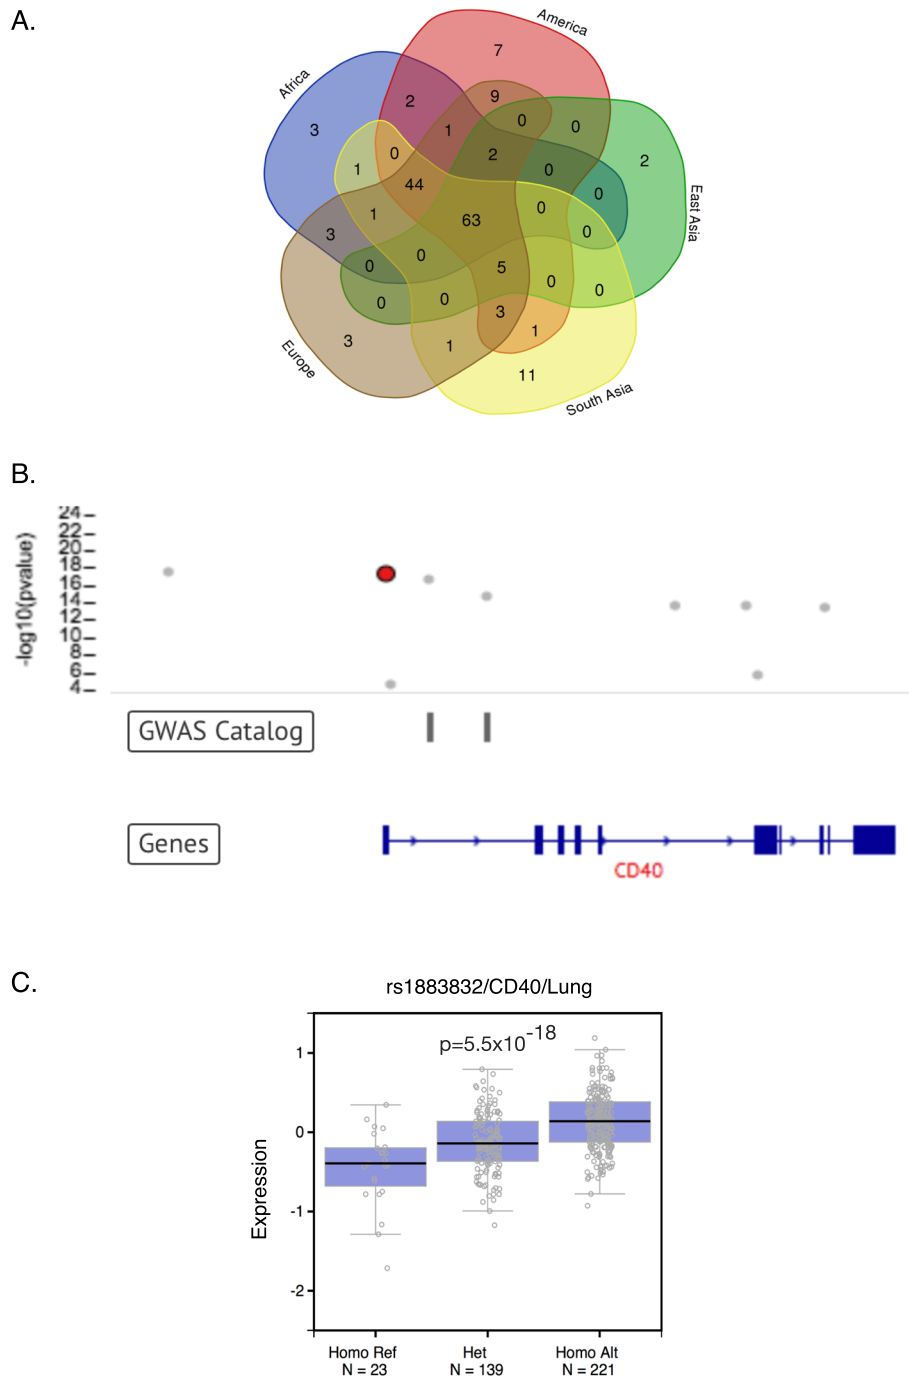 A.
America
Africa
7
2
9
0
0
3
1
2
2
0
1
0
0
0
44
1
63
0
0
3
0
5
0
0
0
0
0
3
1
3
1
11
East Asia
Europe
South Asia
B.
-log10(pvalue)
24
22
20
18
16
14
12
10
8
6
4
GWAS Catalog
Genes
CD40
C.
rs1883832/CD40/Lung
p=5.5x10-18
Expression
1
0
-1
-2
Homo Ref
N = 23
Het
N = 139
Homo Alt
N = 221